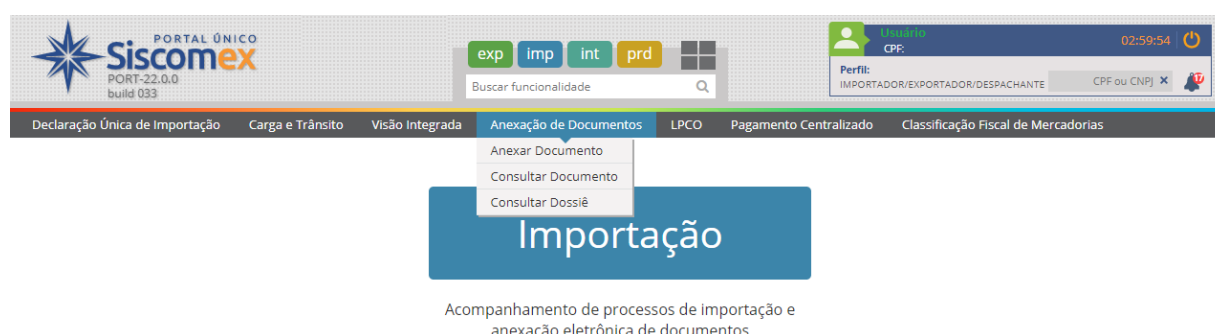 PORTAL ÚNICO
Siscomex
PORT-22.0.0
build 033
exp imp int prd
Buscar funcionalidade
Usuário
CPF:
02:59:54
Perfil:
IMPORTADOR/EXPORTADOR/DESPACHANTE
CPF ou CNPJ ×
17
Declaração Única de Importação Carga e Trânsito Visão Integrada Anexação de Documentos LPCO Pagamento Centralizado Classificação Fiscal de Mercadorias
Anexar Documento
Consultar Documento
Consultar Dossiê
Importação
Acompanhamento de processos de importação e
anexação eletrônica de documentos